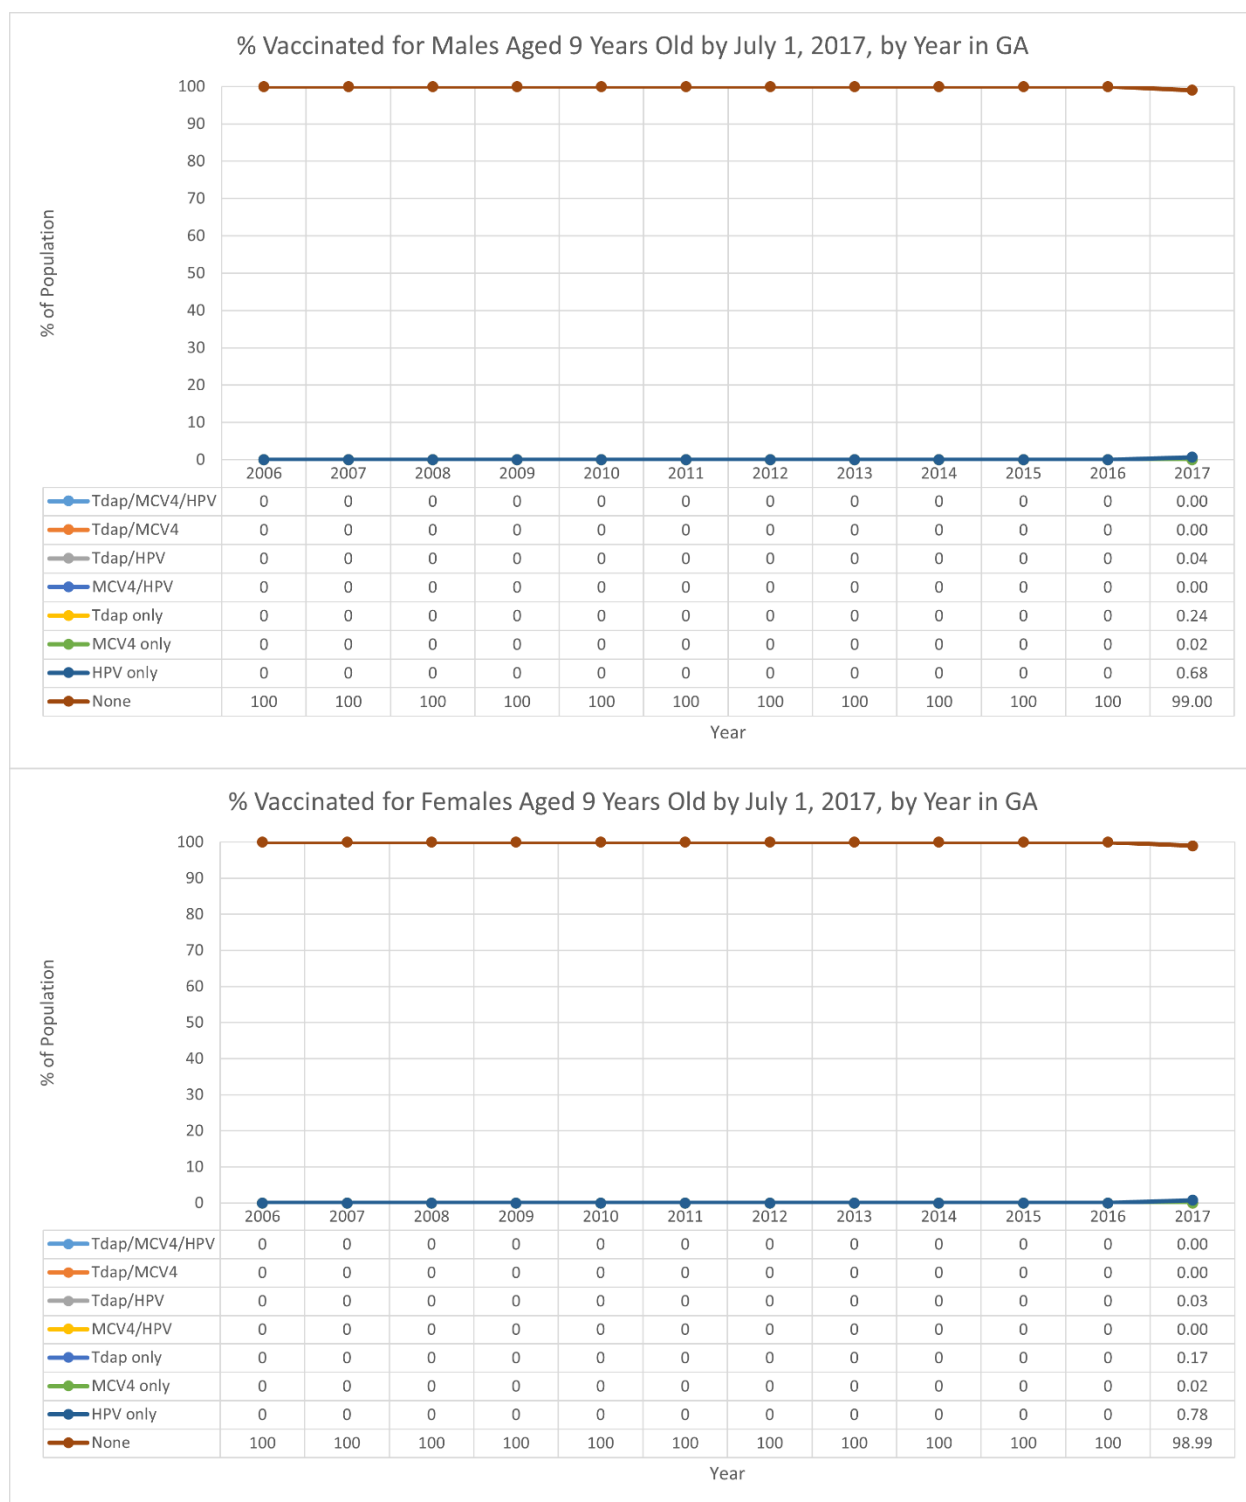 % Vaccinated for Males Aged 9 Years Old by July 1, 2017, by Year in GA
% of Population
100
90
80
70
60
50
40
30
20
10
0
2006 2007 2008 2009 2010 2011 2012 2013 2014 2015 2016 2017
Tdap/MCV4/HPV 0 0 0 0 0 0 0 0 0 0 0 0.00
Tdap/MCV4 0 0 0 0 0 0 0 0 0 0 0 0.00
Tdap/HPV 0 0 0 0 0 0 0 0 0 0 0 0.04
MCV4/HPV 0 0 0 0 0 0 0 0 0 0 0 0.00
Tdap only 0 0 0 0 0 0 0 0 0 0 0 0.24
MCV4 only 0 0 0 0 0 0 0 0 0 0 0 0.02
HPV only 0 0 0 0 0 0 0 0 0 0 0 0.68
None 100 100 100 100 100 100 100 100 100 100 100 99.00
Year
% Vaccinated for Females Aged 9 Years Old by July 1, 2017, by Year in GA
% of Population
100
90
80
70
60
50
40
30
20
10
0
2006 2007 2008 2009 2010 2011 2012 2013 2014 2015 2016 2017
Tdap/MCV4/HPV 0 0 0 0 0 0 0 0 0 0 0 0.00
Tdap/MCV4 0 0 0 0 0 0 0 0 0 0 0 0.00
Tdap/HPV 0 0 0 0 0 0 0 0 0 0 0 0.03
MCV4/HPV 0 0 0 0 0 0 0 0 0 0 0 0.00
Tdap only 0 0 0 0 0 0 0 0 0 0 0 0.17
MCV4 only 0 0 0 0 0 0 0 0 0 0 0 0.02
HPV only 0 0 0 0 0 0 0 0 0 0 0 0.78
None 100 100 100 100 100 100 100 100 100 100 100 98.99
Year